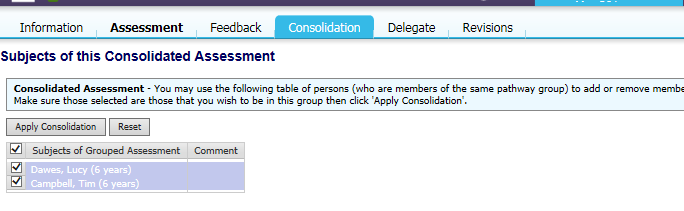 Information Assessment Feedback Consolidation Delegate Revisions
Subjects of this Consolidated Assessment
Consolidated Assessment - You may use the following table of persons (who are members of the same pathway group) to add or remove membe
Make sure those selected are those that you wish to be in this group then click 'Apply Consolidation'.
Apply Consolidation Reset
Subjects of Grouped Assessment Comment
Dawes, Lucy (6 years)
Campbell, Tim (6 years)